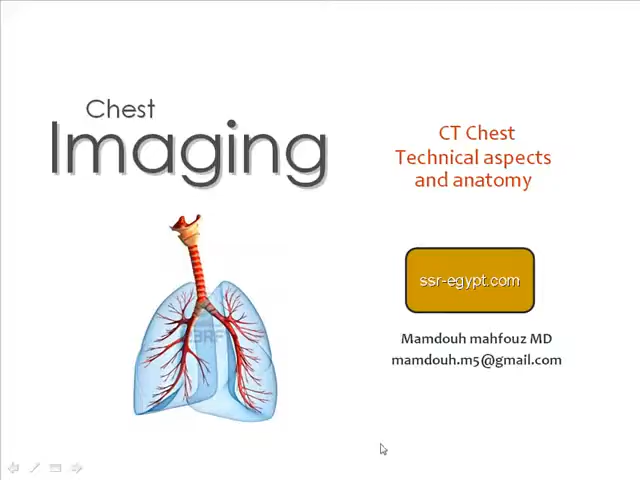 Chest
Imaging
CT Chest
Technical aspects
and anatomy
ssr-egypt.com
Mamdouh mahfouz MD
mamdouh.m5@gmail.com